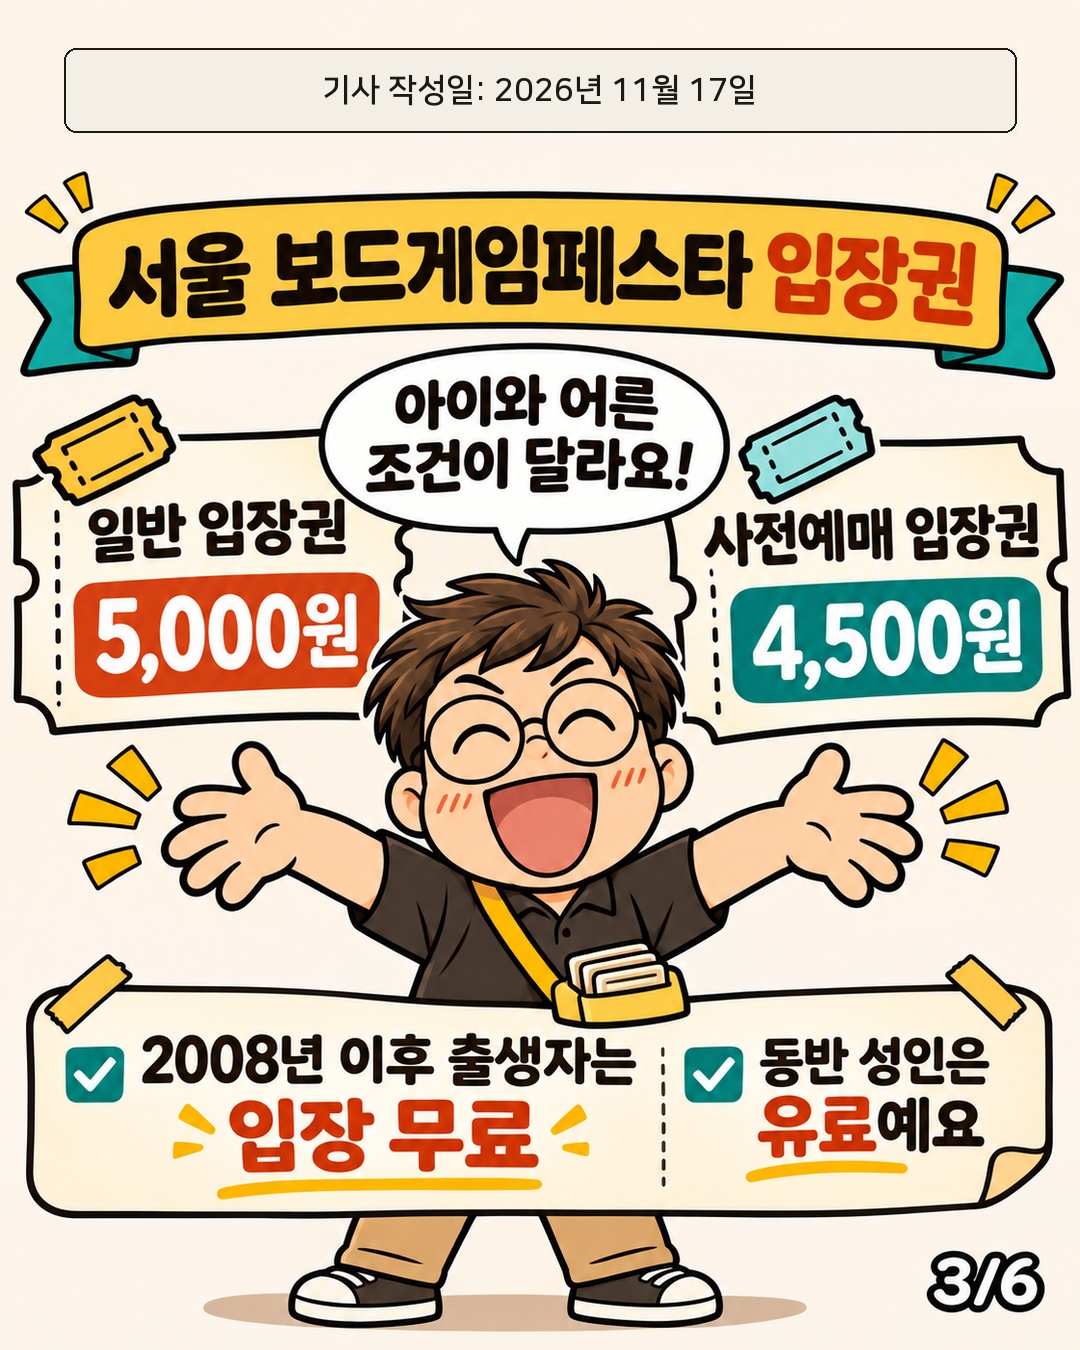 기사 작성일: 2026년 11월 17일
서울 보드게임페스타 입장권
아이와 어른
조건이 달라요!
일반 입장권
5,000원
사전예매 입장권
4,500원
2008년 이후 출생자는
입장 무료
동반 성인은
유료예요
3/6